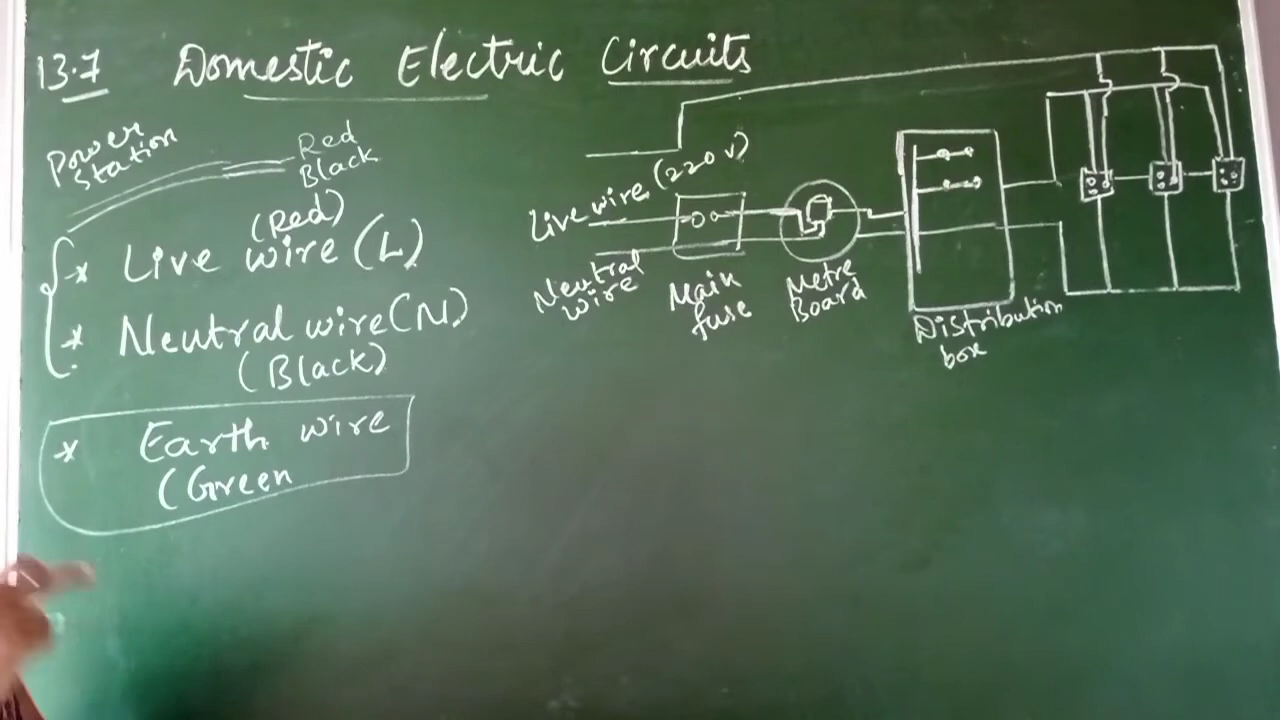 13.7 Domestic Electric Circuits
Power
Station
Red
Black
(Red)
* Live wire (L)
* Neutral wire (N)
(Black)
* Earth wire
(Green
Live wire (220 v)
Neutral
wire
Main
fuse
Metre
Board
Distribution
box